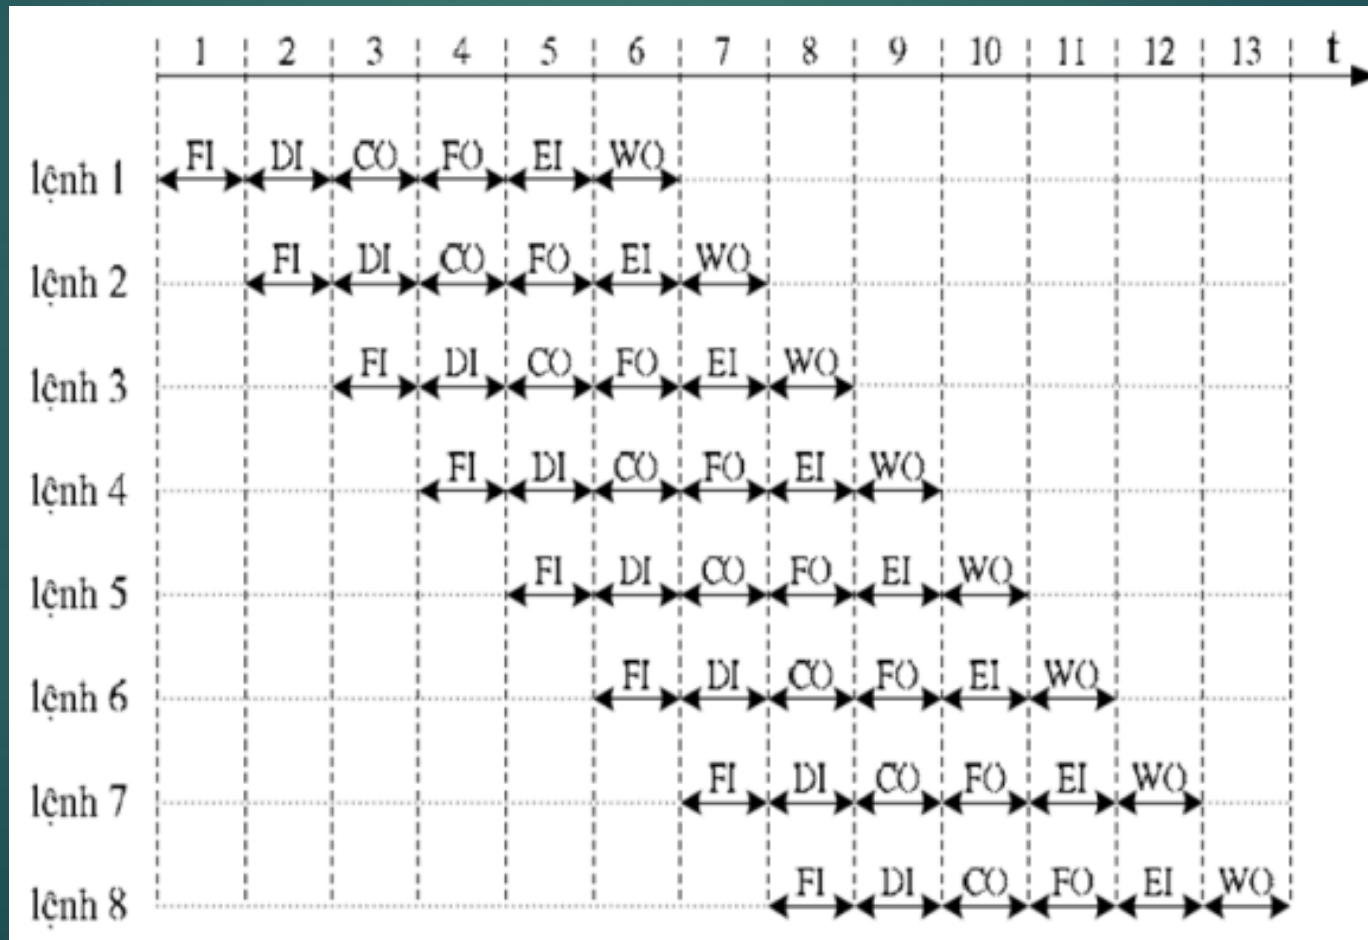 1 2 3 4 5 6 7 8 9 10 11 12 13 t
lệnh 1 FI DI CO FO EI WO
lệnh 2 FI DI CO FO EI WO
lệnh 3 FI DI CO FO EI WO
lệnh 4 FI DI CO FO EI WO
lệnh 5 FI DI CO FO EI WO
lệnh 6 FI DI CO FO EI WO
lệnh 7 FI DI CO FO EI WO
lệnh 8 FI DI CO FO EI WO